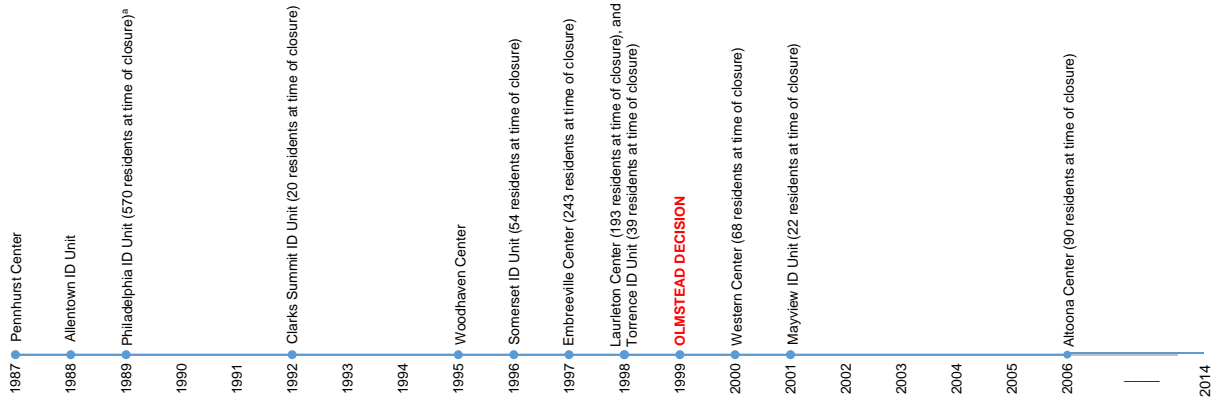 Pennhurst Center
Allentown ID Unit
Philadelphia ID Unit (570 residents at time of closure)ᵃ
Clarks Summit ID Unit (20 residents at time of closure)
Woodhaven Center
Somerset ID Unit (54 residents at time of closure)
Embreeville Center (243 residents at time of closure)
Laurleton Center (193 residents at time of closure), and
Torrence ID Unit (39 residents at time of closure)
OLMSTEAD DECISION
Western Center (68 residents at time of closure)
Mayview ID Unit (22 residents at time of closure)
Altoona Center (90 residents at time of closure)
1987
1988
1989
1990
1991
1992
1993
1994
1995
1996
1997
1998
1999
2000
2001
2002
2003
2004
2005
2006
2014